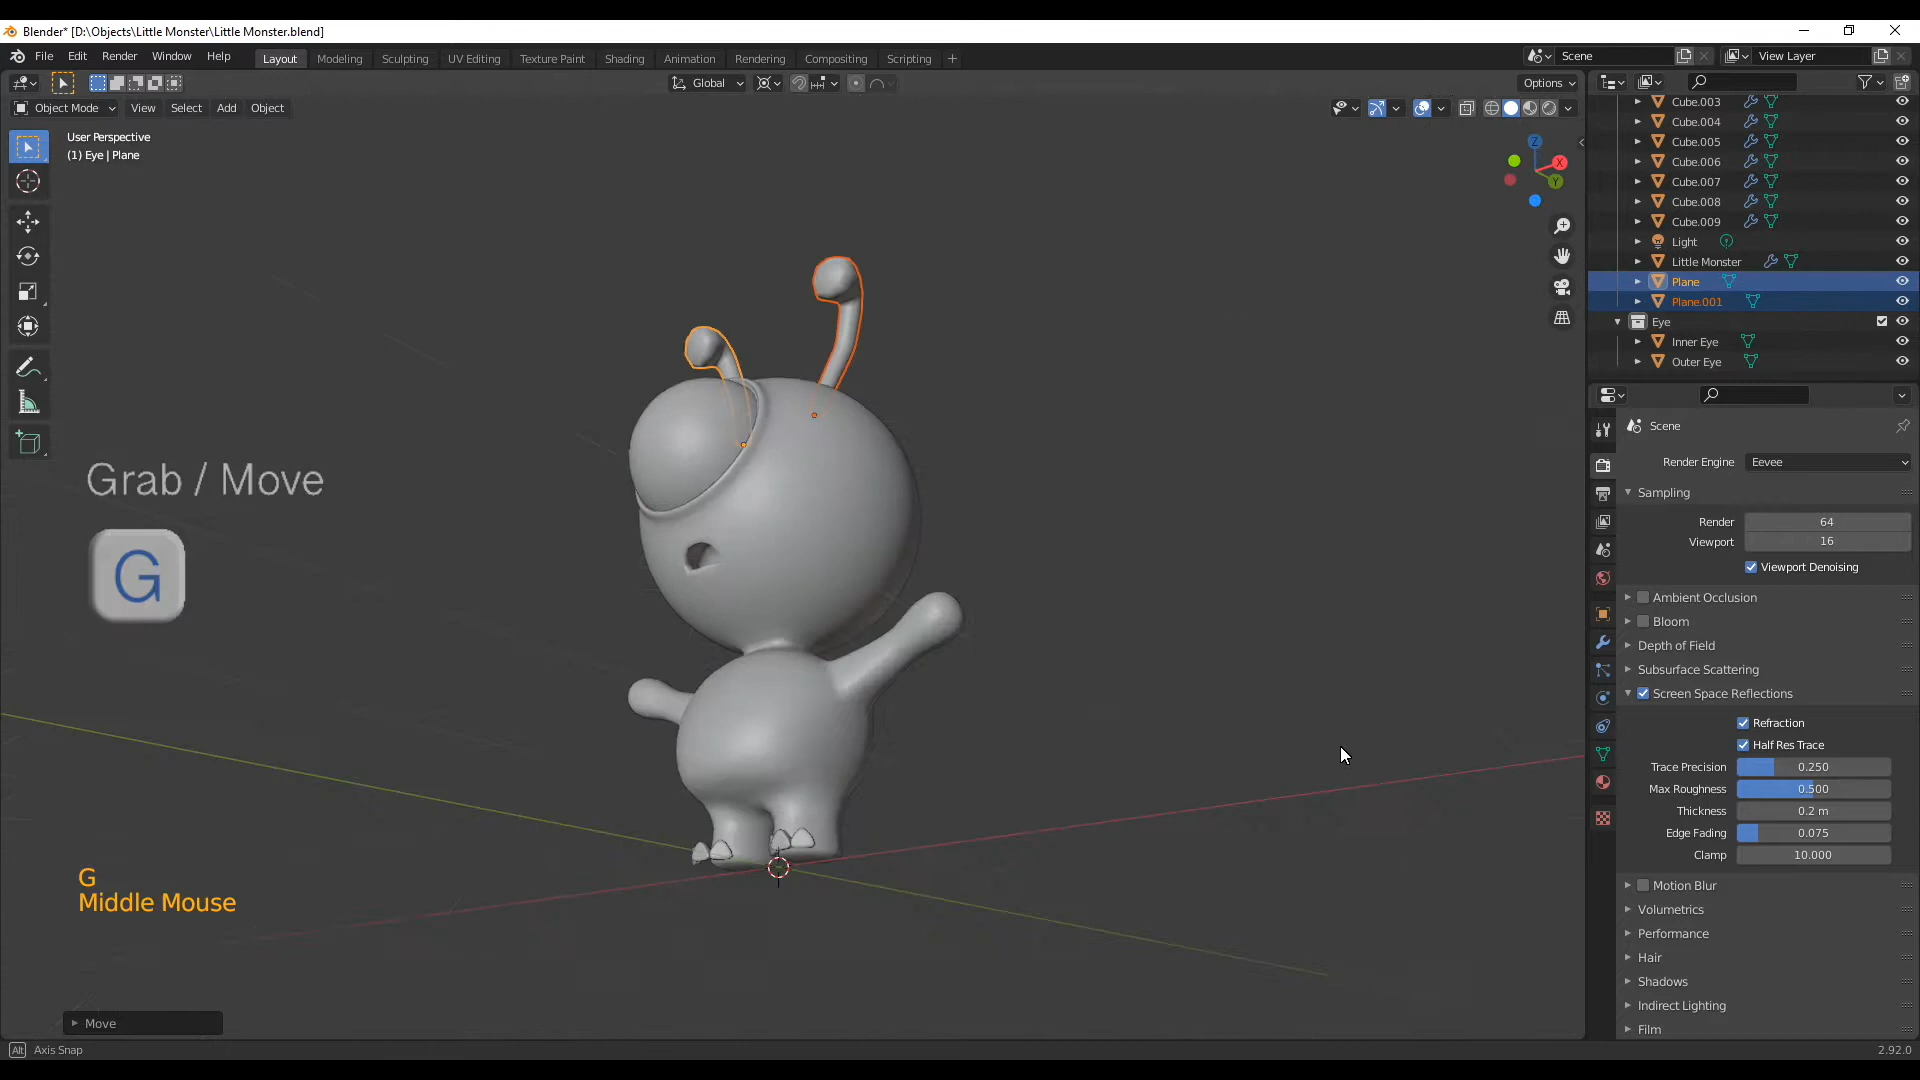 Blender* [D:\Objects\Little Monster\Little Monster.blend]
File Edit Render Window Help Layout Modeling Sculpting UV Editing Texture Paint Shading Animation Rendering Compositing Scripting + Scene View Layer
Global Options
Object Mode View Select Add Object
User Perspective
(1) Eye | Plane
Z
X
Y
Cube.003
Cube.004
Cube.005
Cube.006
Cube.007
Cube.008
Cube.009
Light
Little Monster
Plane
Plane.001
Eye
Inner Eye
Outer Eye
Scene
Render Engine Eevee
Sampling
Render 64
Viewport 16
Viewport Denoising
Ambient Occlusion
Bloom
Depth of Field
Subsurface Scattering
Screen Space Reflections
Refraction
Half Res Trace
Trace Precision 0.250
Max Roughness 0.500
Thickness 0.2 m
Edge Fading 0.075
Clamp 10.000
Motion Blur
Volumetrics
Performance
Hair
Shadows
Indirect Lighting
Film
Grab / Move
G
G
Middle Mouse
Move
Alt Axis Snap
2.92.0